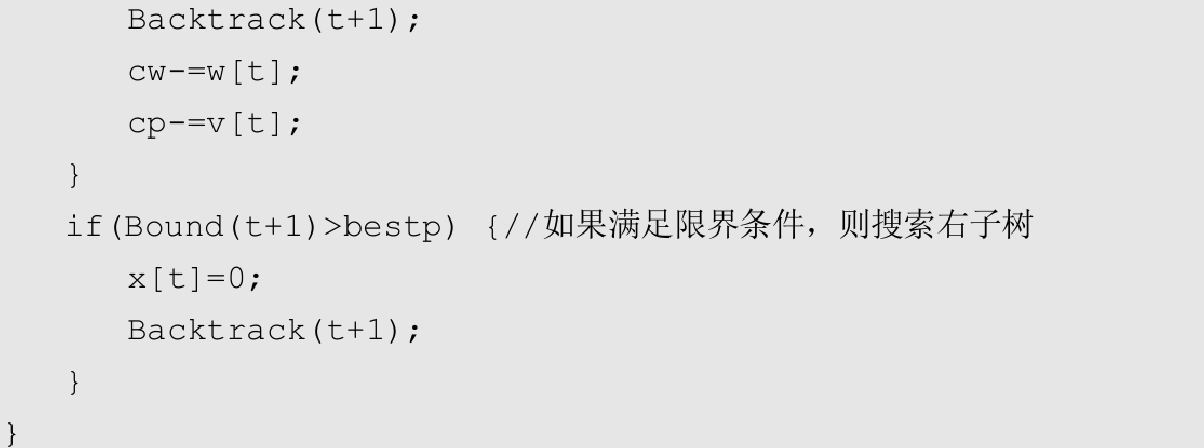 Backtrack(t+1);
cw-=w[t];
cp-=v[t];
}
if(Bound(t+1)>bestp) {//如果满足限界条件，则搜索右子树
x[t]=0;
Backtrack(t+1);
}
}